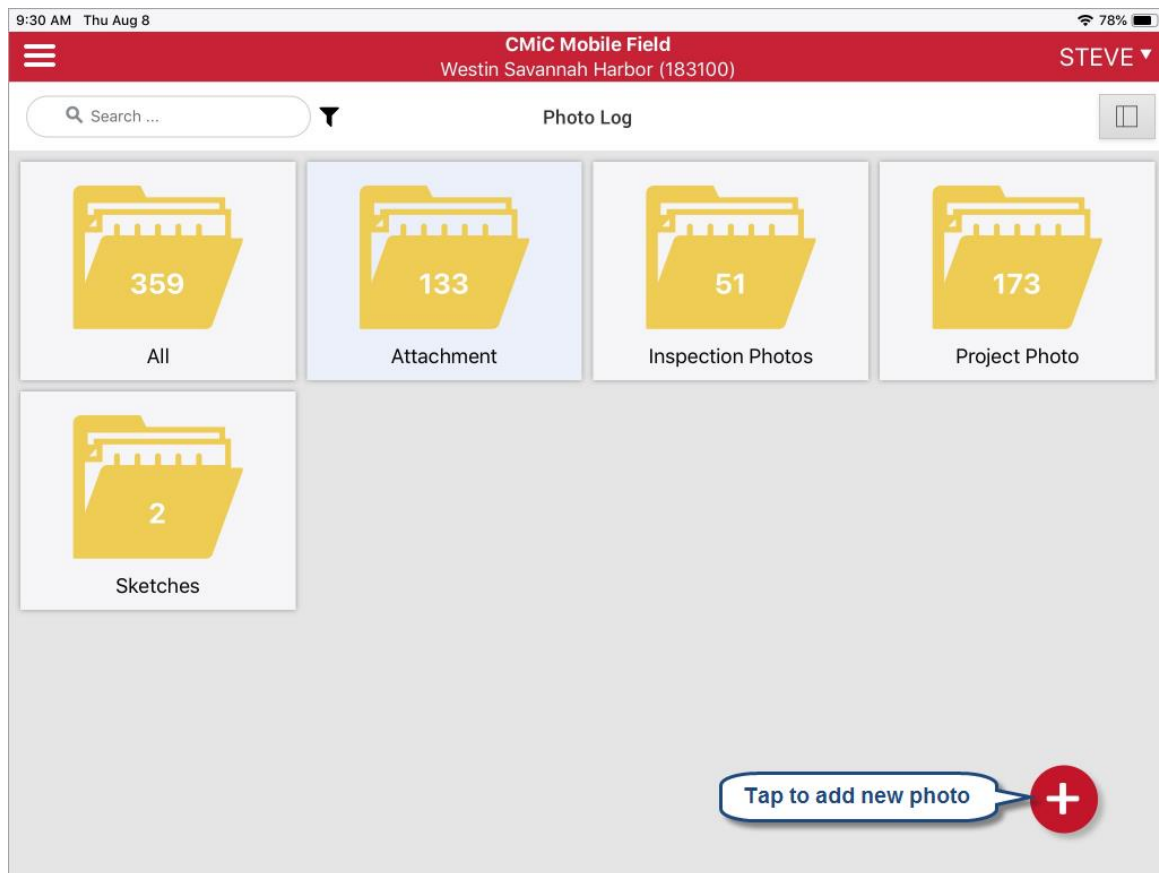 9:30 AM Thu Aug 8
78%
CMiC Mobile Field
Westin Savannah Harbor (183100)
STEVE
Search ...
Photo Log
359
All
133
Attachment
51
Inspection Photos
173
Project Photo
2
Sketches
Tap to add new photo